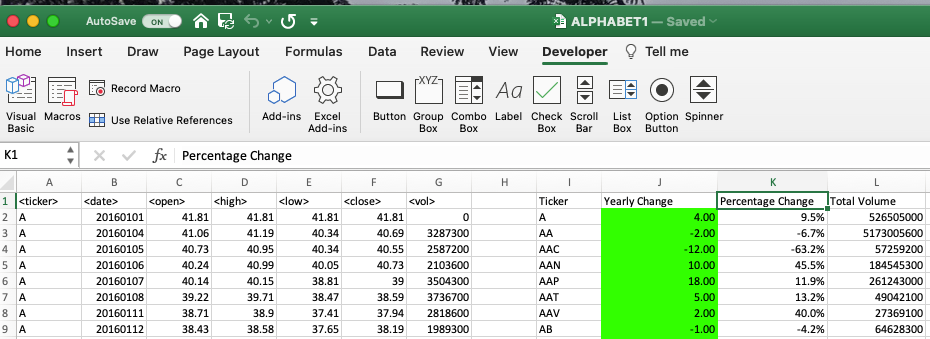 AutoSave ON ALPHABET1 — Saved
Home Insert Draw Page Layout Formulas Data Review View Developer Tell me
Visual Basic
Macros
Record Macro
Use Relative References
Add-ins
Excel Add-ins
Button
XYZ
Group Box
Combo Box
Aa
Label
Check Box
Scroll Bar
List Box
Option Button
Spinner
K1 fx Percentage Change
A B C D E F G H I J K L
1 <ticker> <date> <open> <high> <low> <close> <vol> Ticker Yearly Change Percentage Change Total Volume
2 A 20160101 41.81 41.81 41.81 41.81 0 A 4.00 9.5% 526505000
3 A 20160104 41.06 41.19 40.34 40.69 3287300 AA -2.00 -6.7% 5173005600
4 A 20160105 40.73 40.95 40.34 40.55 2587200 AAC -12.00 -63.2% 57259200
5 A 20160106 40.24 40.99 40.05 40.73 2103600 AAN 10.00 45.5% 184545300
6 A 20160107 40.14 40.15 38.81 39 3504300 AAP 18.00 11.9% 261243000
7 A 20160108 39.22 39.71 38.47 38.59 3736700 AAT 5.00 13.2% 49042100
8 A 20160111 38.71 38.9 37.41 37.94 2818600 AAV 2.00 40.0% 27369100
9 A 20160112 38.43 38.58 37.65 38.19 1989300 AB -1.00 -4.2% 64628300